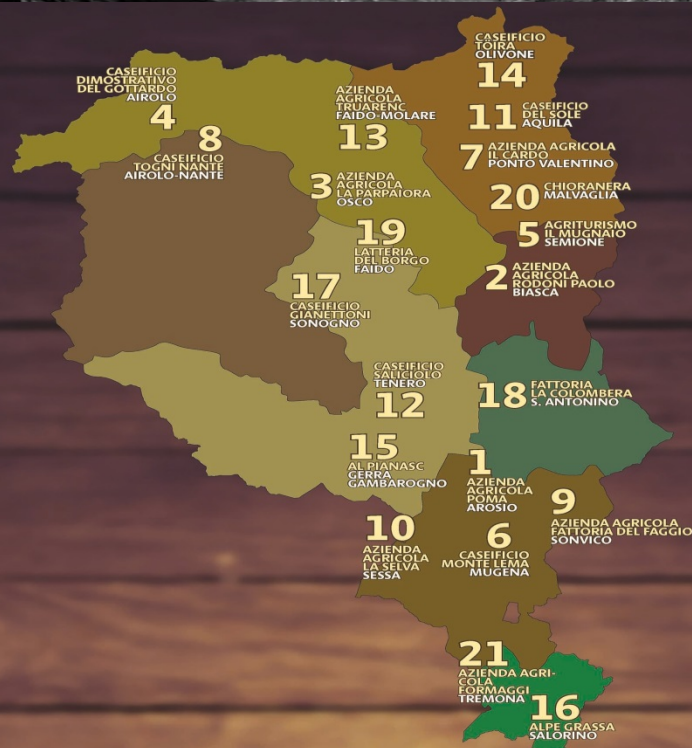 CASEIFICIO
TOIRA
OLIVONE
14
CASEIFICIO
DIMOSTRATIVO
DEL GOTTARDO
AIROLO
4
AZIENDA
AGRICOLA
TRUARENC
FAIDO-MOLARE
13
11 CASEIFICIO
DEL SOLE
AQUILA
8
CASEIFICIO
TOGNI NANTE
AIROLO-NANTE
7 AZIENDA AGRICOLA
IL CARDO
PONTO VALENTINO
3 AZIENDA
AGRICOLA
LA PARPAIORA
OSCO
20 CHIORANERA
MALVAGLIA
19
LATTERIA
DEL BORGO
FAIDO
5 AGRITURISMO
IL MUGNAIO
SEMIONE
2 AZIENDA
AGRICOLA
RODONI PAOLO
BIASCA
17
CASEIFICIO
GIANETTONI
SONOGNO
CASEIFICIO
SALICIOLO
TENERO
12
18 FATTORIA
LA COLOMBERA
S. ANTONINO
15
AL PIANASC
GERRA
GAMBAROGNO
1
AZIENDA
AGRICOLA
POMA
AROSIO
9
AZIENDA AGRICOLA
FATTORIA DEL FAGGIO
SONVICO
10
AZIENDA
AGRICOLA
LA SELVA
SESSA
6
CASEIFICIO
MONTE LEMA
MUGENA
21
AZIENDA AGRI-
COLA
FORMAGGI
TREMONA
16
ALPE GRASSA
SALORINO